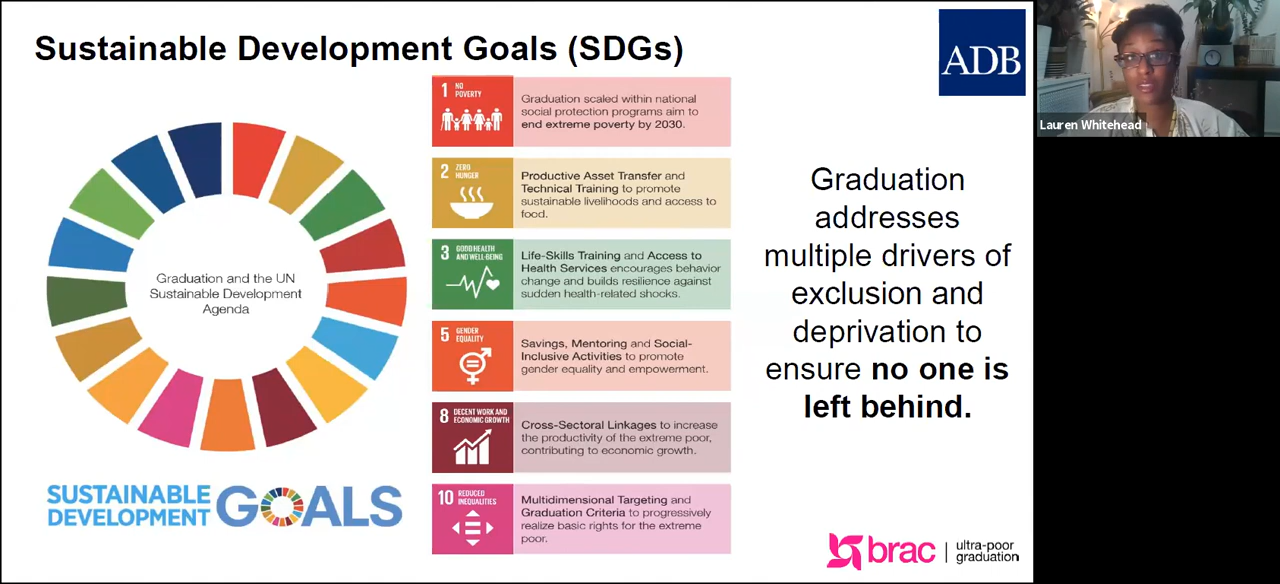 Sustainable Development Goals (SDGs)
ADB
Lauren Whitehead
Graduation and the UN
Sustainable Development
Agenda
SUSTAINABLE
DEVELOPMENT
GOALS
1 NO
POVERTY
Graduation scaled within national
social protection programs aim to
end extreme poverty by 2030.
2 ZERO
HUNGER
Productive Asset Transfer and
Technical Training to promote
sustainable livelihoods and access to
food.
3 GOOD HEALTH
AND WELL-BEING
Life-Skills Training and Access to
Health Services encourages behavior
change and builds resilience against
sudden health-related shocks.
5 GENDER
EQUALITY
Savings, Mentoring and Social-
Inclusive Activities to promote
gender equality and empowerment.
8 DECENT WORK AND
ECONOMIC GROWTH
Cross-Sectoral Linkages to increase
the productivity of the extreme poor,
contributing to economic growth.
10 REDUCED
INEQUALITIES
Multidimensional Targeting and
Graduation Criteria to progressively
realize basic rights for the extreme
poor.
Graduation
addresses
multiple drivers of
exclusion and
deprivation to
ensure no one is
left behind.
brac
ultra-poor
graduation